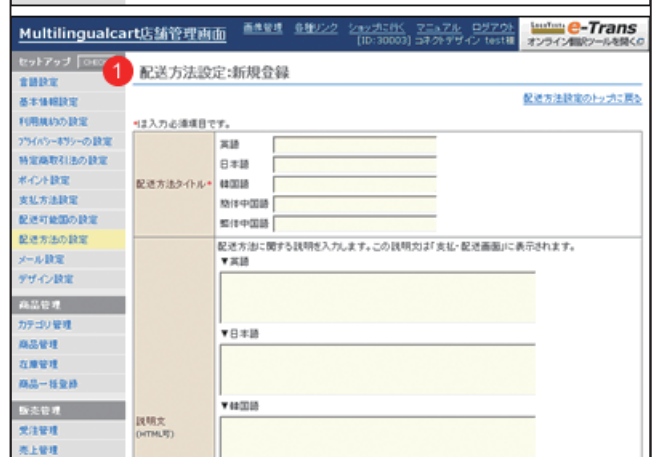 Multilingualcart店舗管理画面
画像管理 各種リンク ショップに行く マニュアル ログアウト
[ID:30003] コネクトデザイン test様
e-Trans
オンライン翻訳ツールを開く
セットアップ
1
配送方法設定:新規登録
配送方法設定のトップに戻る
言語設定
基本情報設定
利用規約の設定
プライバシーポリシーの設定
特定商取引法の設定
ポイント設定
支払方法設定
配送可能国の設定
配送方法の設定
メール設定
デザイン設定
商品管理
カテゴリ管理
商品管理
在庫管理
商品一括登録
販売管理
受注管理
売上管理
*は入力必須項目です。
配送方法タイトル*
英語
日本語
韓国語
簡体中国語
繁体中国語
説明文
(HTML可)
配送方法に関する説明を入力します。この説明文は「支払・配送画面」に表示されます。
▼英語
▼日本語
▼韓国語